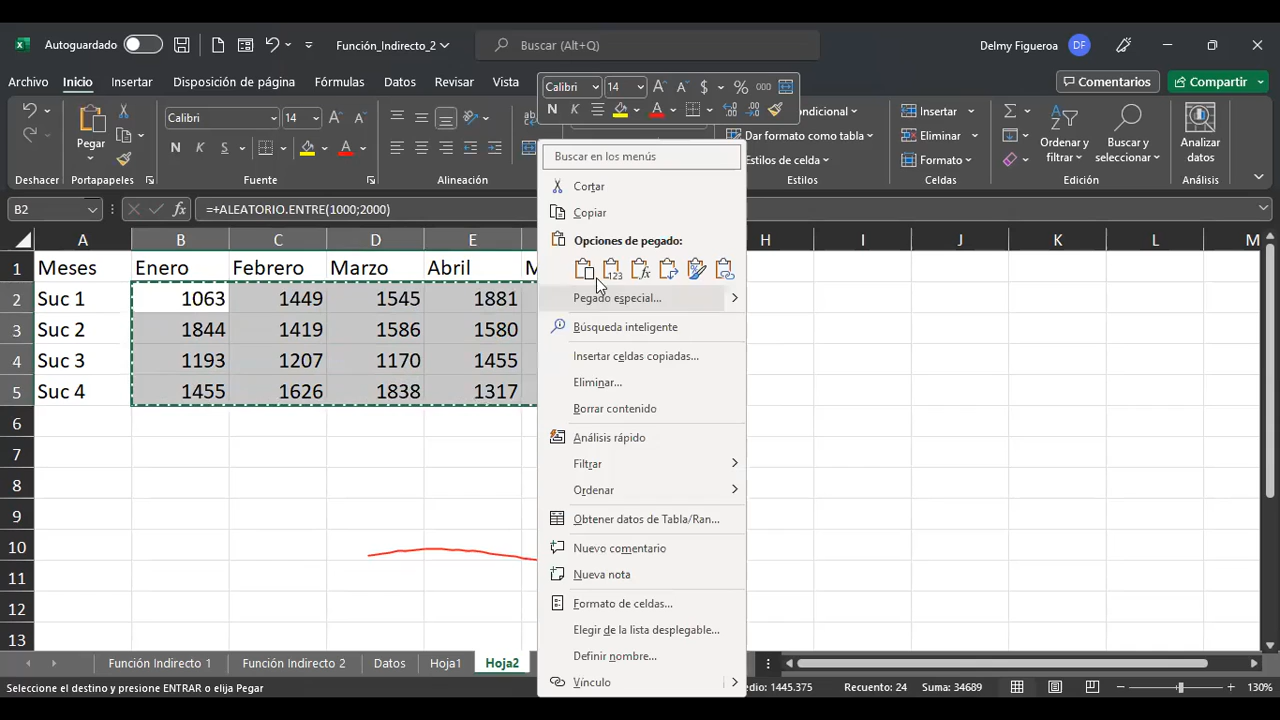 Autoguardado
Función_Indirecto_2
Buscar (Alt+Q)
Delmy Figueroa
DF
Archivo
Inicio
Insertar
Disposición de página
Fórmulas
Datos
Revisar
Vista
Comentarios
Compartir
Pegar
Calibri
14
N
K
S
Deshacer
Portapapeles
Fuente
Alineación
Calibri
14
$
%
000
N
K
condicional
Dar formato como tabla
Estilos de celda
Estilos
Insertar
Eliminar
Formato
Celdas
Ordenar y filtrar
Buscar y seleccionar
Edición
Analizar datos
Análisis
B2
fx
=+ALEATORIO.ENTRE(1000;2000)
A B C D E H I J K L M
1 Meses Enero Febrero Marzo Abril M
2 Suc 1 1063 1449 1545 1881
3 Suc 2 1844 1419 1586 1580
4 Suc 3 1193 1207 1170 1455
5 Suc 4 1455 1626 1838 1317
6
7
8
9
10
11
12
13
Buscar en los menús
Cortar
Copiar
Opciones de pegado:
123
fx
Pegado especial...
Búsqueda inteligente
Insertar celdas copiadas...
Eliminar...
Borrar contenido
Análisis rápido
Filtrar
Ordenar
Obtener datos de Tabla/Ran...
Nuevo comentario
Nueva nota
Formato de celdas...
Elegir de la lista desplegable...
Definir nombre...
Vínculo
Función Indirecto 1
Función Indirecto 2
Datos
Hoja1
Hoja2
Seleccione el destino y presione ENTRAR o elija Pegar
medio: 1445.375
Recuento: 24
Suma: 34689
130%